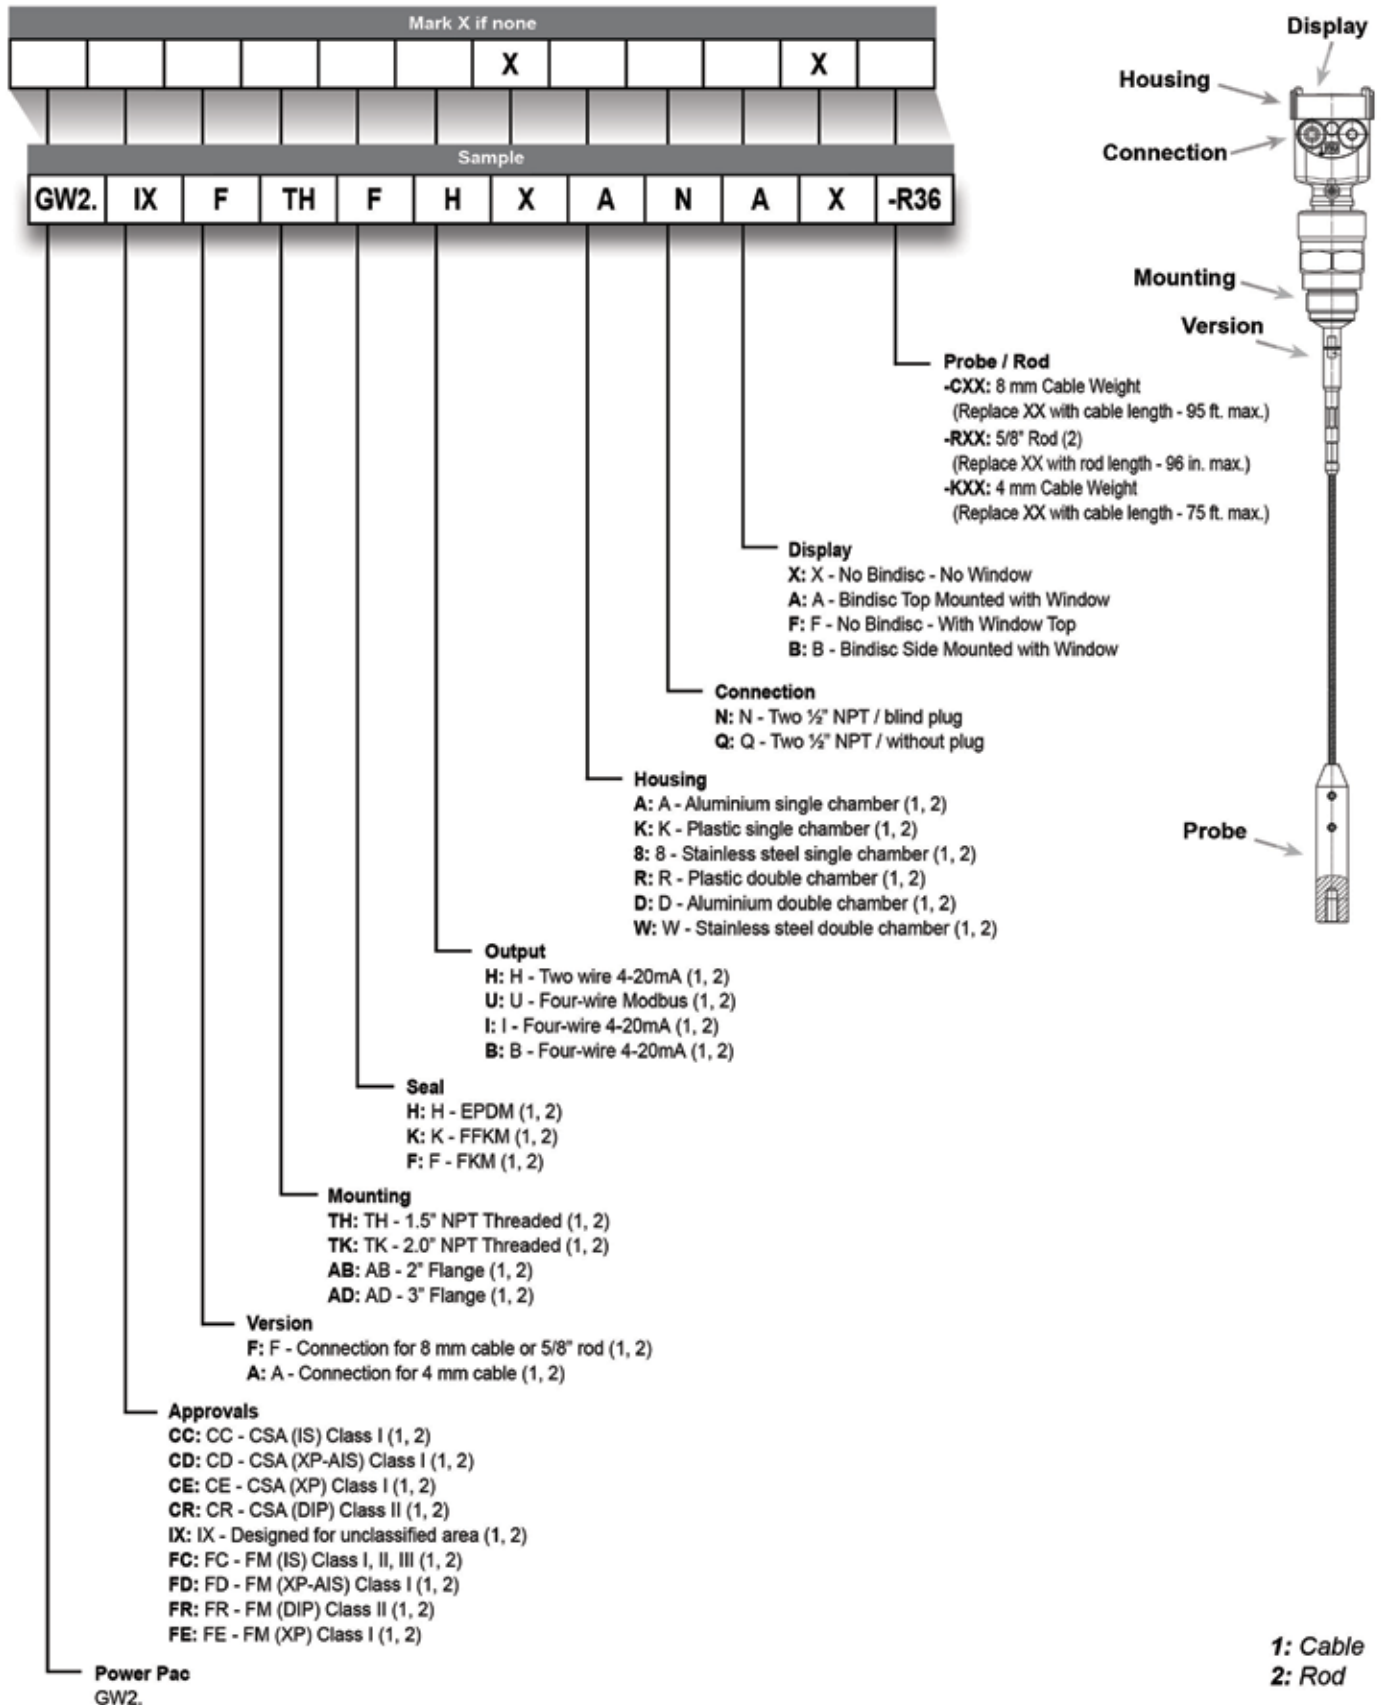 Mark X if none
X X
Sample
GW2. IX F TH F H X A N A X -R36
Display
Housing
Connection
Mounting
Version
Probe
Probe / Rod
-CXX: 8 mm Cable Weight
(Replace XX with cable length - 95 ft. max.)
-RXX: 5/8" Rod (2)
(Replace XX with rod length - 96 in. max.)
-KXX: 4 mm Cable Weight
(Replace XX with cable length - 75 ft. max.)
Display
X: X - No Bindisc - No Window
A: A - Bindisc Top Mounted with Window
F: F - No Bindisc - With Window Top
B: B - Bindisc Side Mounted with Window
Connection
N: N - Two ½" NPT / blind plug
Q: Q - Two ½" NPT / without plug
Housing
A: A - Aluminium single chamber (1, 2)
K: K - Plastic single chamber (1, 2)
8: 8 - Stainless steel single chamber (1, 2)
R: R - Plastic double chamber (1, 2)
D: D - Aluminium double chamber (1, 2)
W: W - Stainless steel double chamber (1, 2)
Output
H: H - Two wire 4-20mA (1, 2)
U: U - Four-wire Modbus (1, 2)
I: I - Four-wire 4-20mA (1, 2)
B: B - Four-wire 4-20mA (1, 2)
Seal
H: H - EPDM (1, 2)
K: K - FFKM (1, 2)
F: F - FKM (1, 2)
Mounting
TH: TH - 1.5" NPT Threaded (1, 2)
TK: TK - 2.0" NPT Threaded (1, 2)
AB: AB - 2" Flange (1, 2)
AD: AD - 3" Flange (1, 2)
Version
F: F - Connection for 8 mm cable or 5/8" rod (1, 2)
A: A - Connection for 4 mm cable (1, 2)
Approvals
CC: CC - CSA (IS) Class I (1, 2)
CD: CD - CSA (XP-AIS) Class I (1, 2)
CE: CE - CSA (XP) Class I (1, 2)
CR: CR - CSA (DIP) Class II (1, 2)
IX: IX - Designed for unclassified area (1, 2)
FC: FC - FM (IS) Class I, II, III (1, 2)
FD: FD - FM (XP-AIS) Class I (1, 2)
FR: FR - FM (DIP) Class II (1, 2)
FE: FE - FM (XP) Class I (1, 2)
Power Pac
GW2.
1: Cable
2: Rod